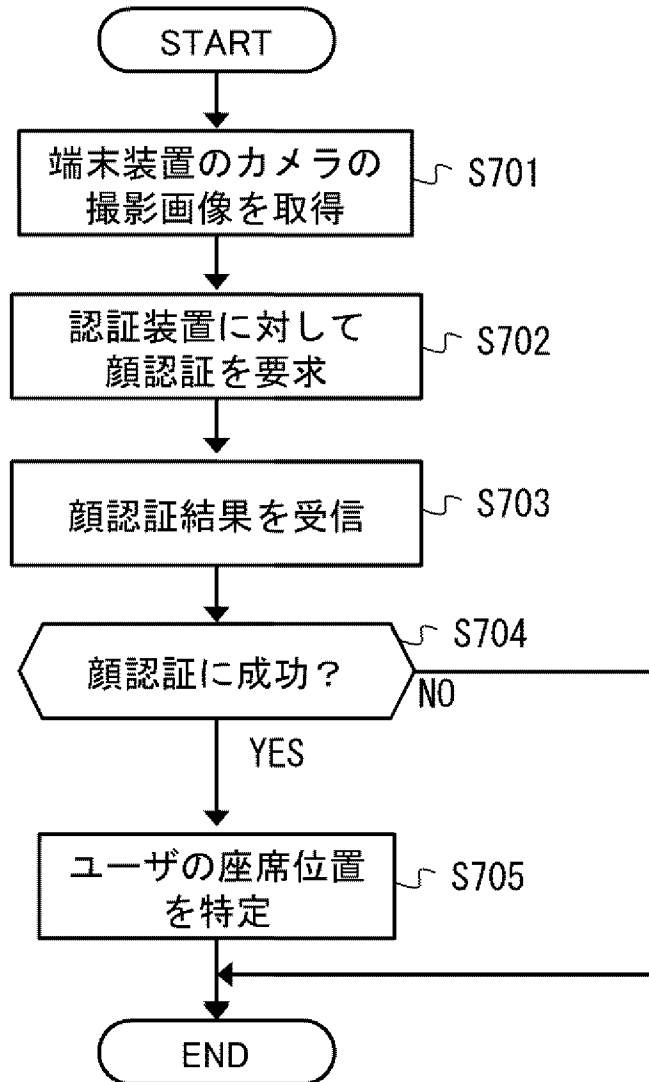 START
端末装置のカメラの
撮影画像を取得
S701
認証装置に対して
顔認証を要求
S702
顔認証結果を受信
S703
顔認証に成功？
S704
NO
YES
ユーザの座席位置
を特定
S705
END